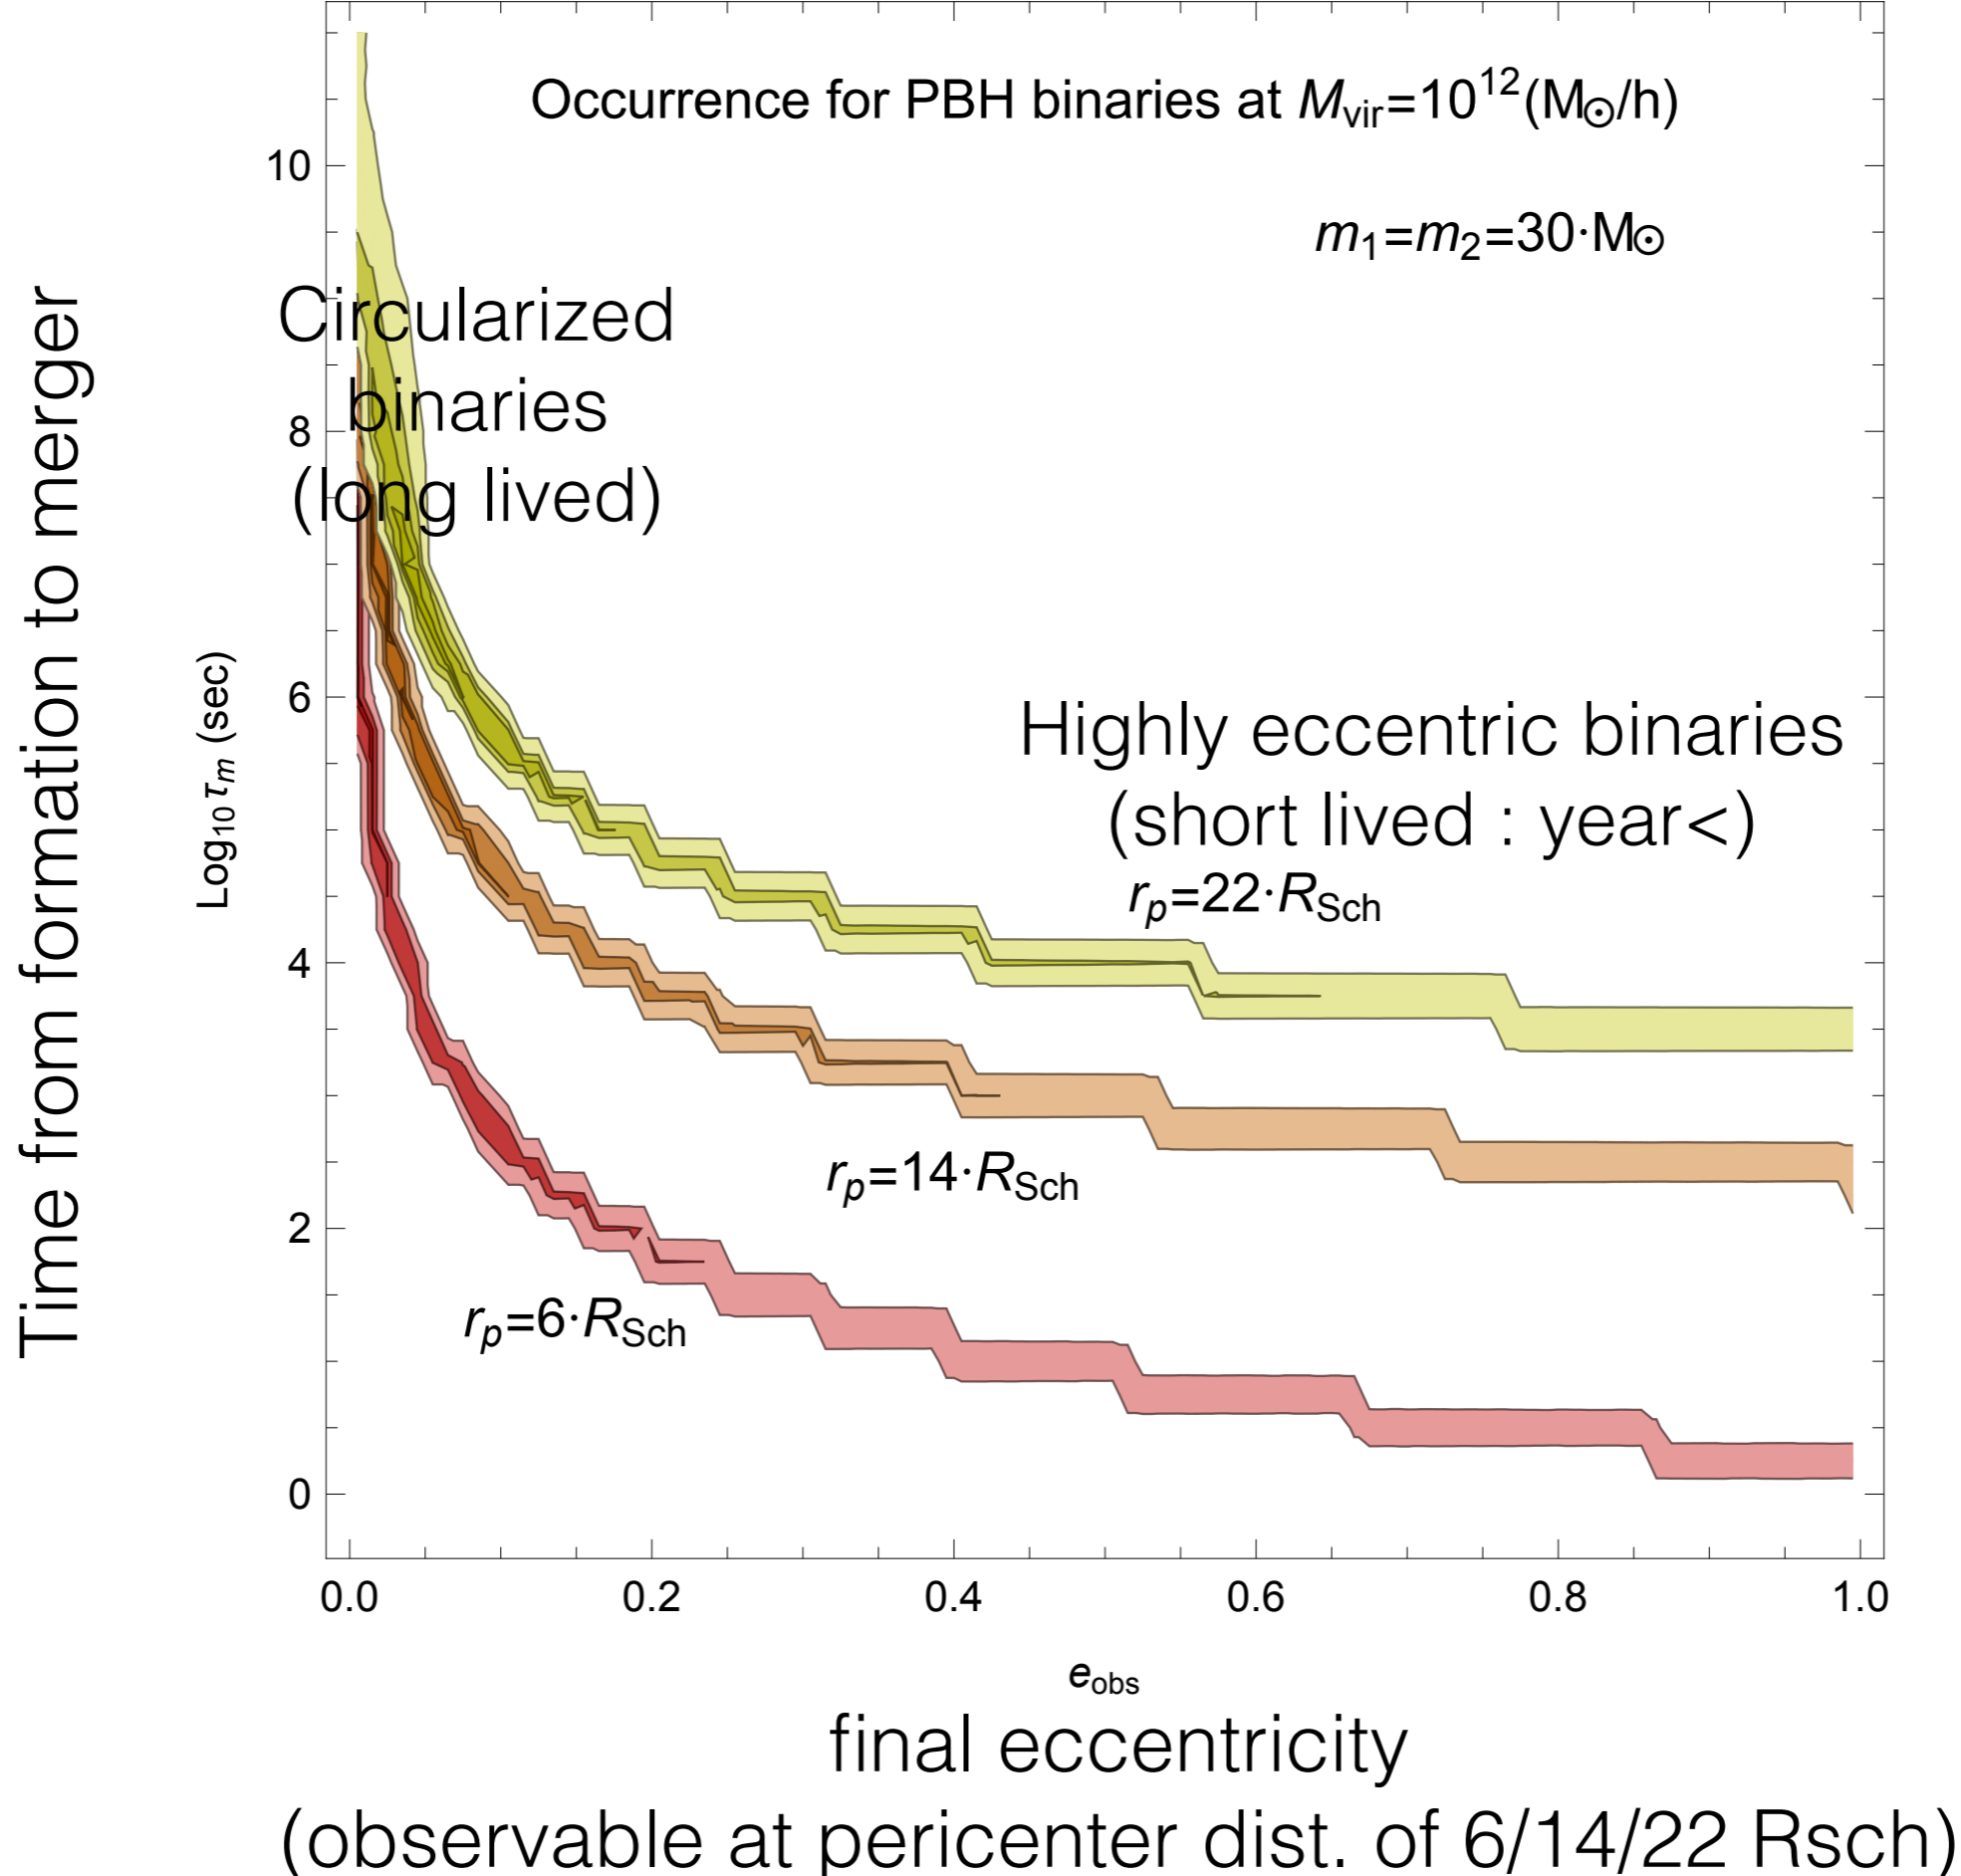 Occurrence for PBH binaries at Mvir=10^12(M☉/h)
m1=m2=30·M☉
Circularized
binaries
(long lived)
Highly eccentric binaries
(short lived : year<)
rp=22·RSch
rp=14·RSch
rp=6·RSch
Time from formation to merger
Log10 τm (sec)
10
8
6
4
2
0
0.0 0.2 0.4 0.6 0.8 1.0
eobs
final eccentricity
(observable at pericenter dist. of 6/14/22 Rsch)